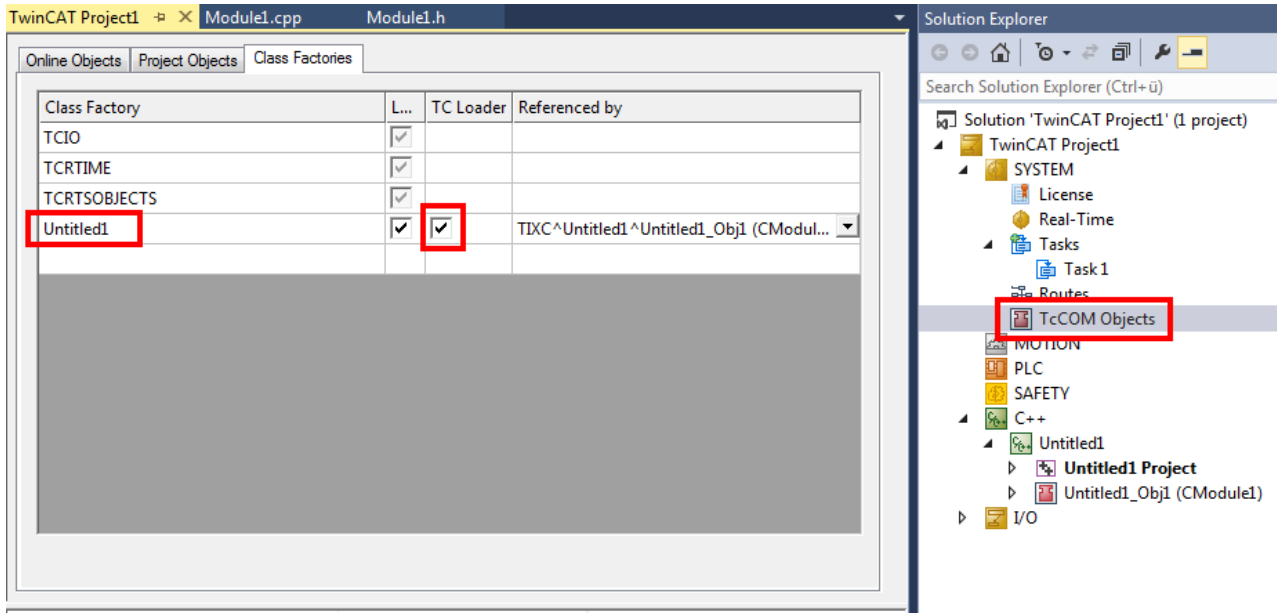 TwinCAT Project1
Module1.cpp
Module1.h
Online Objects
Project Objects
Class Factories
Class Factory L... TC Loader Referenced by
TCIO
TCRTIME
TCRTSOBJECTS
Untitled1 TIXC^Untitled1^Untitled1_Obj1 (CModul...
Solution Explorer
Search Solution Explorer (Ctrl+ü)
Solution 'TwinCAT Project1' (1 project)
TwinCAT Project1
SYSTEM
License
Real-Time
Tasks
Task 1
Routes
TcCOM Objects
MOTION
PLC
SAFETY
C++
Untitled1
Untitled1 Project
Untitled1_Obj1 (CModule1)
I/O